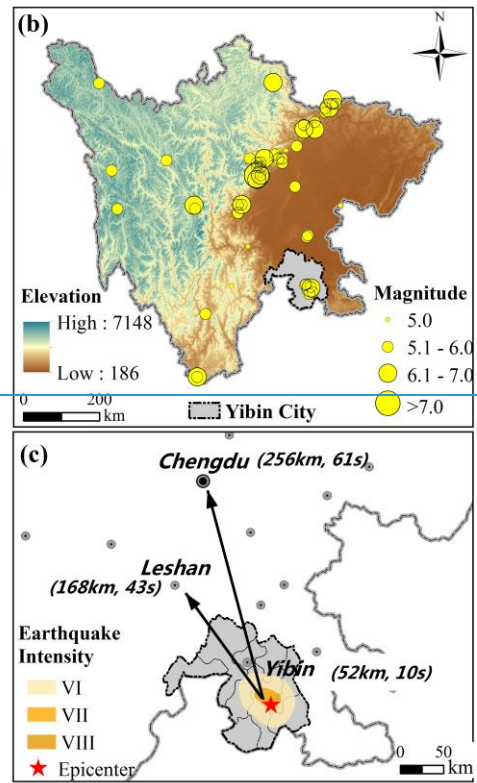 (b)
N
Elevation
High : 7148
Low : 186
0 200
km
Yibin City
Magnitude
5.0
5.1 - 6.0
6.1 - 7.0
>7.0
(c)
Chengdu (256km, 61s)
Leshan
(168km, 43s)
Yibin (52km, 10s)
Earthquake
Intensity
VI
VII
VIII
Epicenter
0 50
km